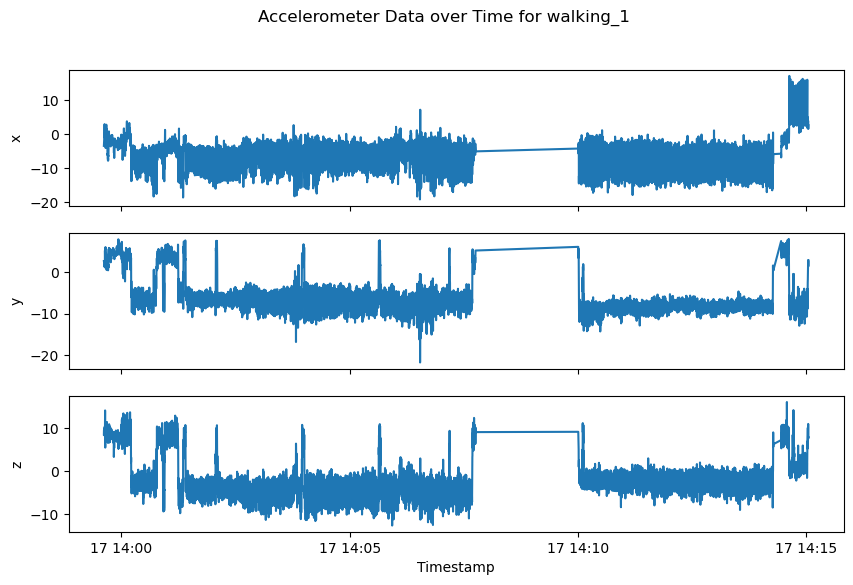 Accelerometer Data over Time for walking_1
10
0
−10
−20
x
0
−10
−20
y
10
0
−10
z
17 14:00 17 14:05 17 14:10 17 14:15
Timestamp